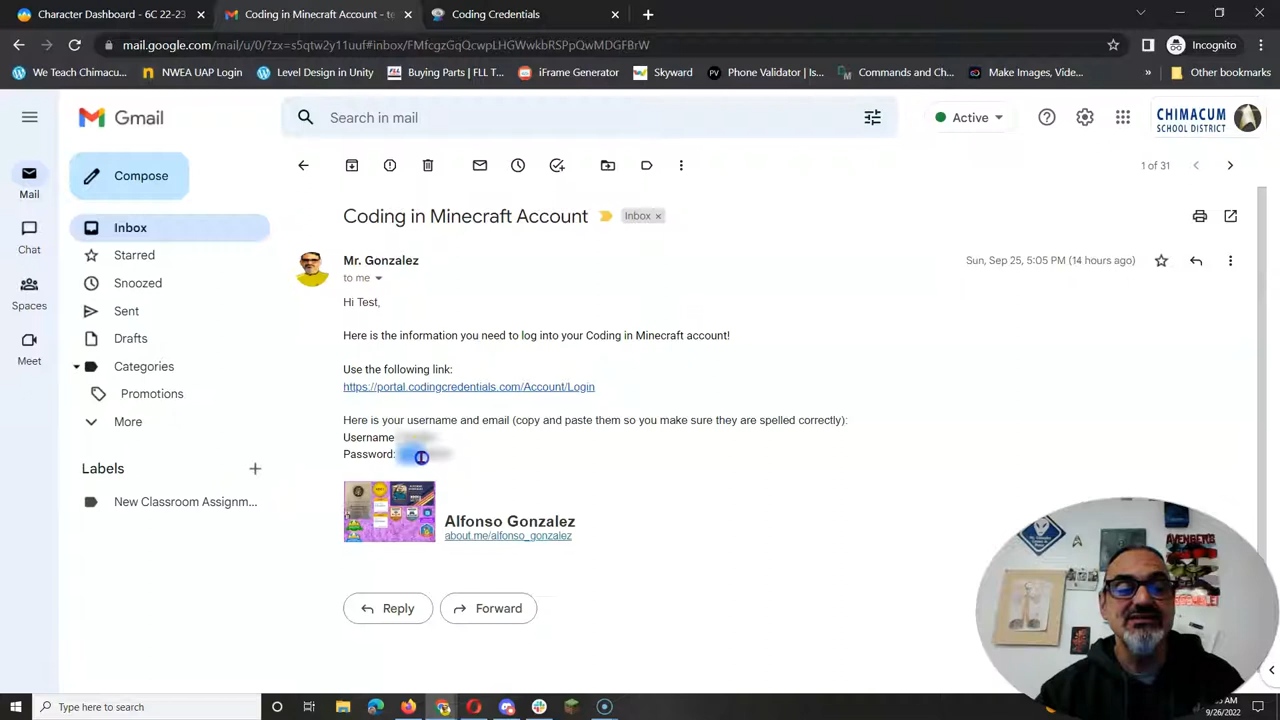 Character Dashboard - 6C 22-23
Coding in Minecraft Account - te
Coding Credentials
mail.google.com/mail/u/0/?zx=s5qtw2y11uuf#inbox/FMfcgzGqQcwpLHGWwkbRSPpQwMDGFBrW
Incognito
We Teach Chimacu...
NWEA UAP Login
Level Design in Unity
Buying Parts | FLL T...
iFrame Generator
Skyward
Phone Validator | Is...
Commands and Ch...
Make Images, Vide...
Other bookmarks
Gmail
Search in mail
Active
CHIMACUM
SCHOOL DISTRICT
Mail
Chat
Spaces
Meet
Compose
Inbox
Starred
Snoozed
Sent
Drafts
Categories
Promotions
More
Labels
New Classroom Assignm...
1 of 31
Coding in Minecraft Account
Inbox ×
Mr. Gonzalez
to me
Sun, Sep 25, 5:05 PM (14 hours ago)
Hi Test,
Here is the information you need to log into your Coding in Minecraft account!
Use the following link:
https://portal.codingcredentials.com/Account/Login
Here is your username and email (copy and paste them so you make sure they are spelled correctly):
Username
Password:
Alfonso Gonzalez
about.me/alfonso_gonzalez
Reply
Forward
AVENGERS
Type here to search
9/26/2022